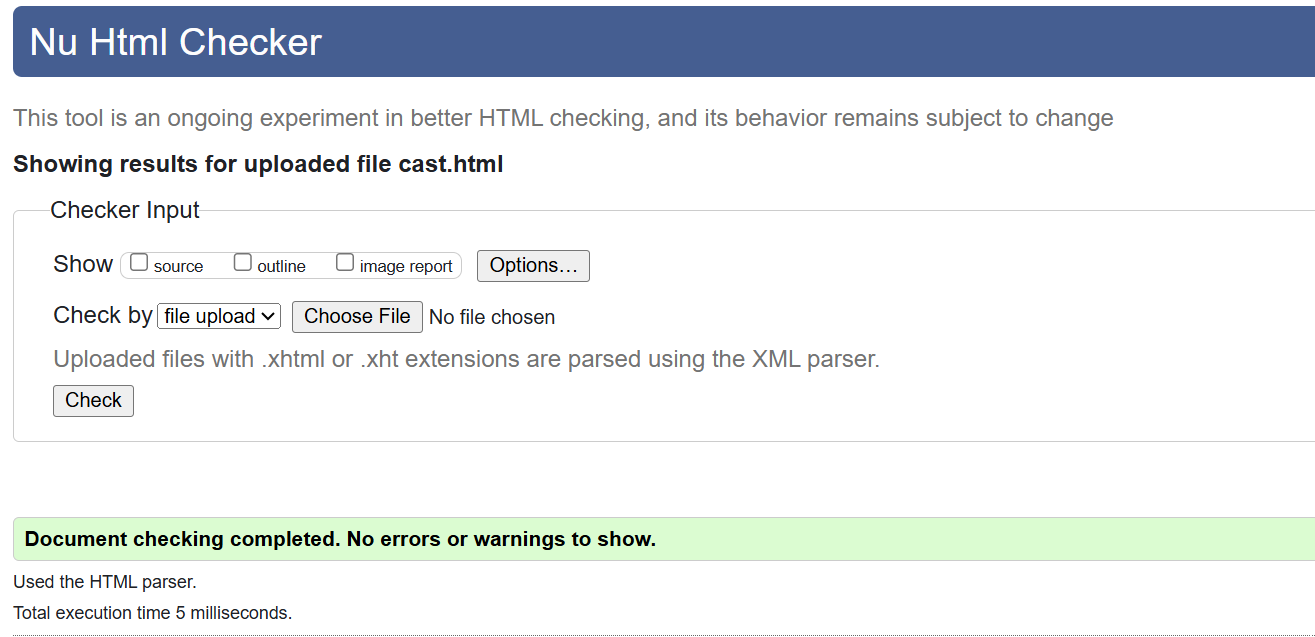 Nu Html Checker
This tool is an ongoing experiment in better HTML checking, and its behavior remains subject to change
Showing results for uploaded file cast.html
Checker Input
Show source outline image report Options…
Check by file upload Choose File No file chosen
Uploaded files with .xhtml or .xht extensions are parsed using the XML parser.
Check
Document checking completed. No errors or warnings to show.
Used the HTML parser.
Total execution time 5 milliseconds.